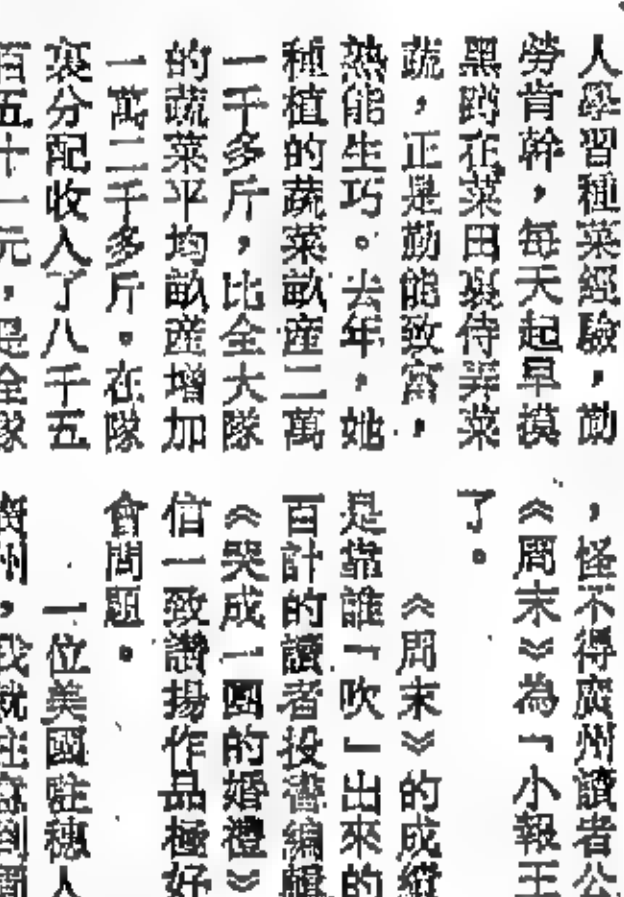 人學習種菜經驗，勤
勞肯幹，每天起早摸
黑蹲在菜田裏侍弄菜
蔬，正是勤能致富，
熟能生巧。去年，她
種植的蔬菜畝産二萬
一千多斤，比全大隊
的蔬菜平均畝産增加
一萬二千多斤。在隊
裏分配收入了八千五
百五十一元，是全隊
，怪不得廣州讀者公
《周末》為「小報王
了。
《周末》的成績
是靠誰「吹」出來的
百計的讀者投書編輯
《哭成一團的婚禮》
信一致讚揚作品極好
會問題。
一位美國駐穗人
廣州，我就往